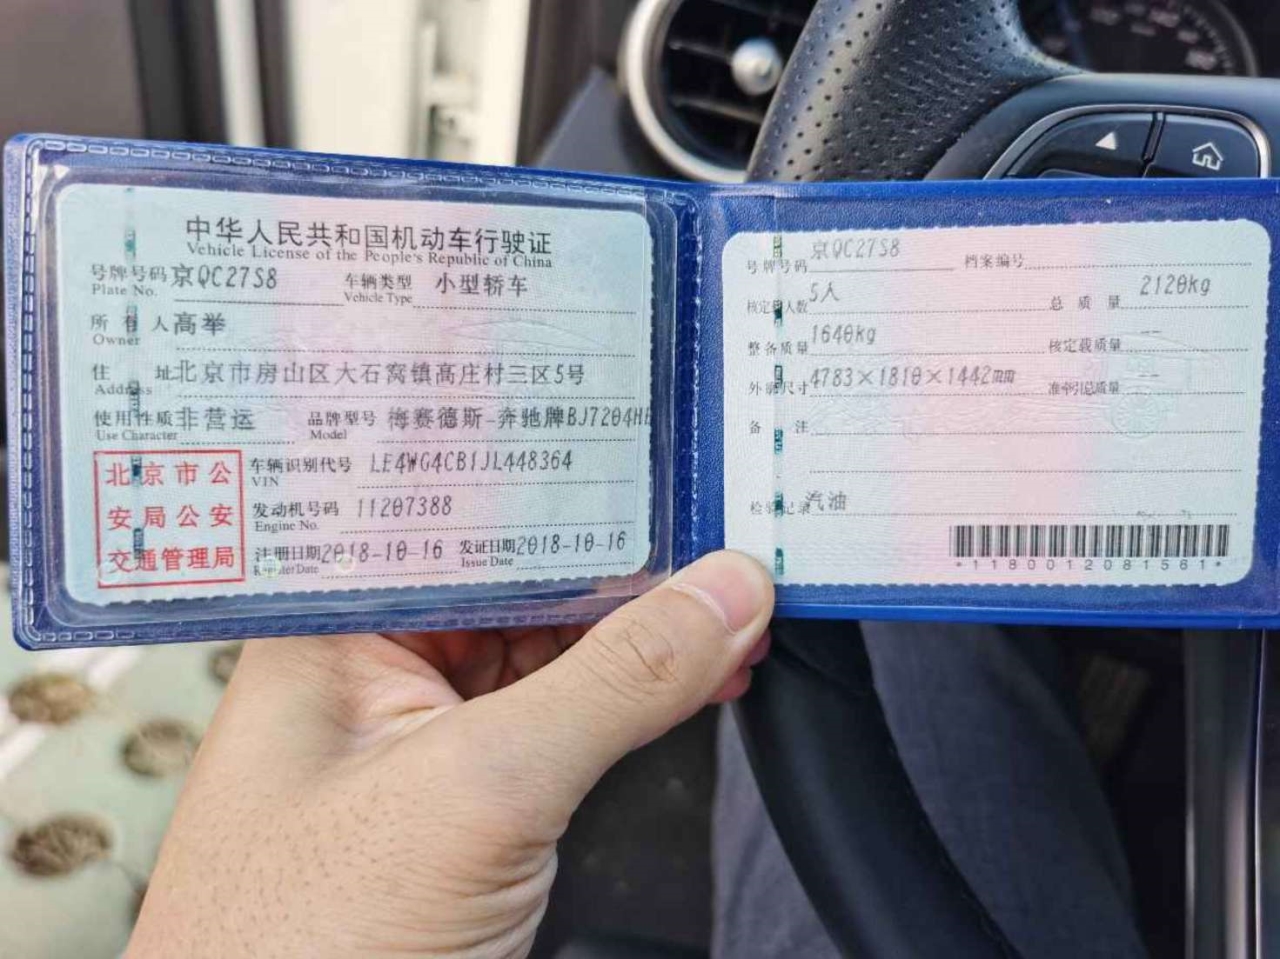 中华人民共和国机动车行驶证
Vehicle License of the People's Republic of China
号牌号码 京QC27S8 车辆类型 小型轿车
Plate No. Vehicle Type
所有人 高举
Owner
住址 北京市房山区大石窝镇高庄村三区5号
Address
使用性质 非营运 品牌型号 梅赛德斯-奔驰牌BJ7204H
Use Character Model
北京市公
安局公安
交通管理局
车辆识别代号 LE4WG4CB1JL448364
VIN
发动机号码 11207388
Engine No.
注册日期 2018-10-16 发证日期 2018-10-16
Register Date Issue Date
号牌号码 京QC27S8 档案编号
核定载人数 5人 总质量 2120kg
整备质量 1640kg 核定载质量 --
外廓尺寸 4783×1810×1442mm 准牵引总质量 --
备注
检验记录 汽油
*1180012081561*